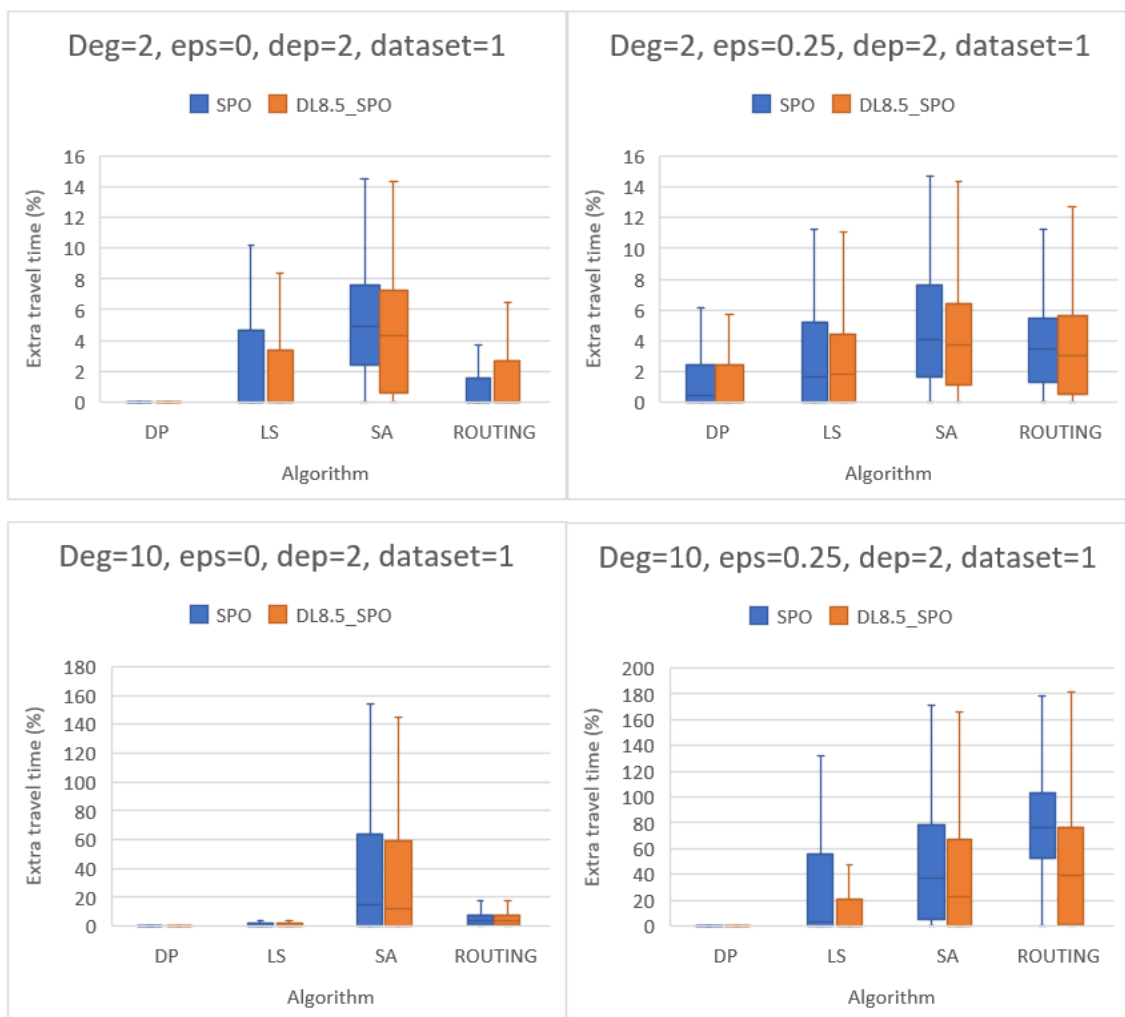 Deg=2, eps=0, dep=2, dataset=1
SPO DL8.5_SPO
Extra travel time (%)
16
14
12
10
8
6
4
2
0
DP LS SA ROUTING
Algorithm
Deg=2, eps=0.25, dep=2, dataset=1
SPO DL8.5_SPO
Extra travel time (%)
16
14
12
10
8
6
4
2
0
DP LS SA ROUTING
Algorithm
Deg=10, eps=0, dep=2, dataset=1
SPO DL8.5_SPO
Extra travel time (%)
180
160
140
120
100
80
60
40
20
0
DP LS SA ROUTING
Algorithm
Deg=10, eps=0.25, dep=2, dataset=1
SPO DL8.5_SPO
Extra travel time (%)
200
180
160
140
120
100
80
60
40
20
0
DP LS SA ROUTING
Algorithm